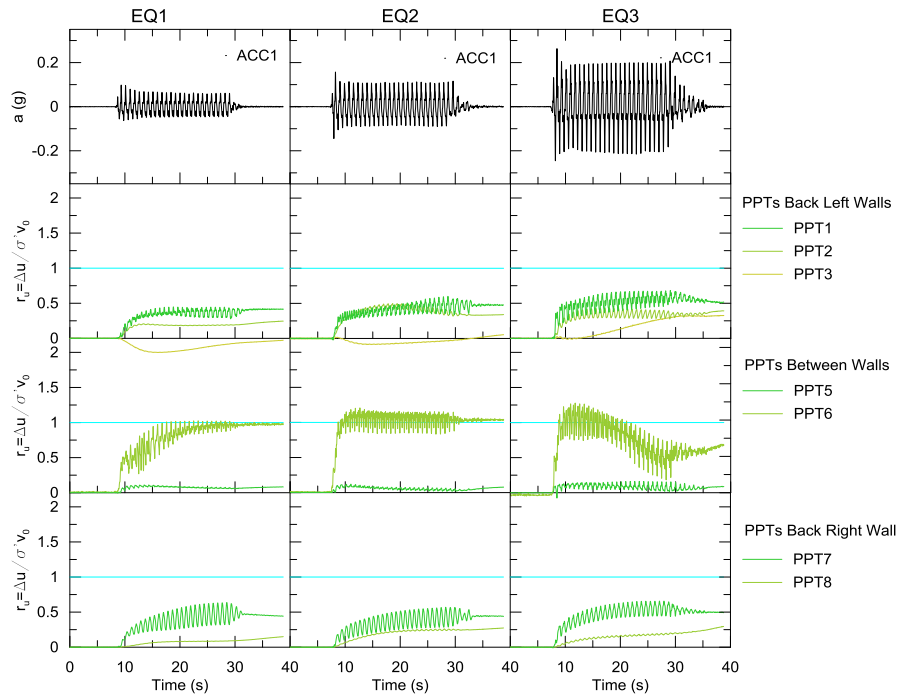 EQ1 EQ2 EQ3
ACC1 ACC1 ACC1
a (g)
0.2
0
-0.2
PPTs Back Left Walls
PPT1
PPT2
PPT3
r_u=Δu/σ'v_0
2
1.5
1
0.5
0
PPTs Between Walls
PPT5
PPT6
r_u=Δu/σ'v_0
2
1.5
1
0.5
0
PPTs Back Right Wall
PPT7
PPT8
r_u=Δu/σ'v_0
2
1.5
1
0.5
0
0 10 20 30 40 10 20 30 40 10 20 30 40
Time (s) Time (s) Time (s)